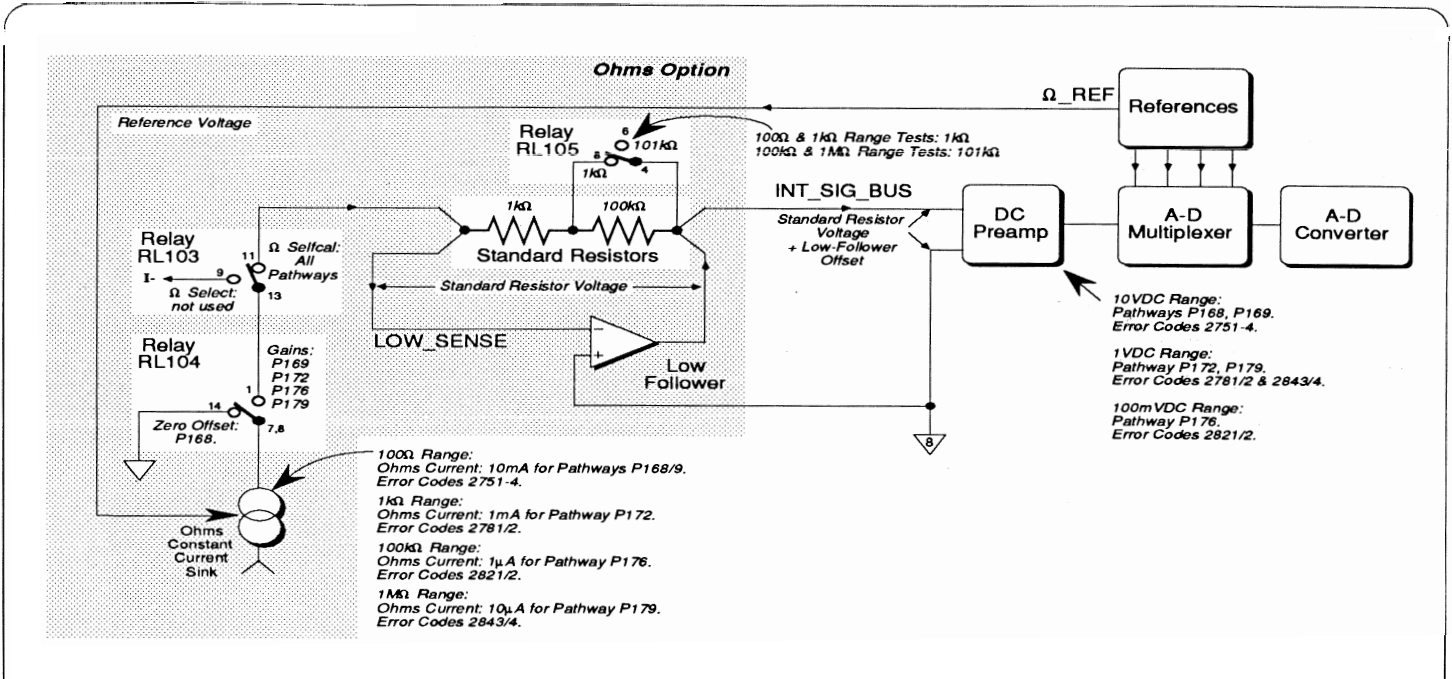 Ohms Option
Ω_REF
References
Reference Voltage
Relay
RL105
6
101kΩ
8
1kΩ
4
100Ω & 1kΩ Range Tests: 1kΩ
100kΩ & 1MΩ Range Tests: 101kΩ
INT_SIG_BUS
Standard Resistor
Voltage
+ Low-Follower
Offset
DC
Preamp
A-D
Multiplexer
A-D
Converter
1kΩ
100kΩ
Standard Resistors
Standard Resistor Voltage
Relay
RL103
11
Ω Selfcal:
All
Pathways
I-
9
Ω Select:
not used
13
LOW_SENSE
−
+
Low
Follower
10VDC Range:
Pathways P168, P169.
Error Codes 2751-4.
1VDC Range:
Pathway P172, P179.
Error Codes 2781/2 & 2843/4.
100mVDC Range:
Pathway P176.
Error Codes 2821/2.
Relay
RL104
Gains:
P169
P172
P176
P179
1
14
7,8
Zero Offset:
P168.
8
100Ω Range:
Ohms Current: 10mA for Pathways P168/9.
Error Codes 2751-4.
1kΩ Range:
Ohms Current: 1mA for Pathway P172.
Error Codes 2781/2.
100kΩ Range:
Ohms Current: 1µA for Pathway P176.
Error Codes 2821/2.
1MΩ Range:
Ohms Current: 10µA for Pathway P179.
Error Codes 2843/4.
Ohms
Constant
Current
Sink